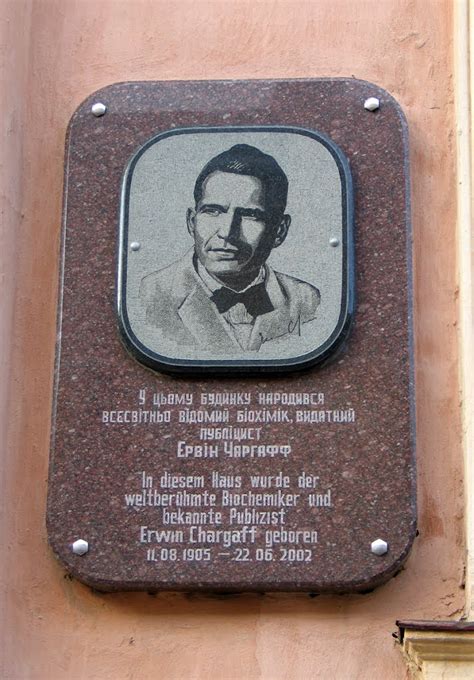 У цьому будинку народився
всесвітньо відомий біохімік, видатний
публіцист
Ервін Чаргафф
In diesem Haus wurde der
weltberühmte Biochemiker und
bekannte Publizist
Erwin Chargaff geboren
11.08.1905 — 22.06.2002